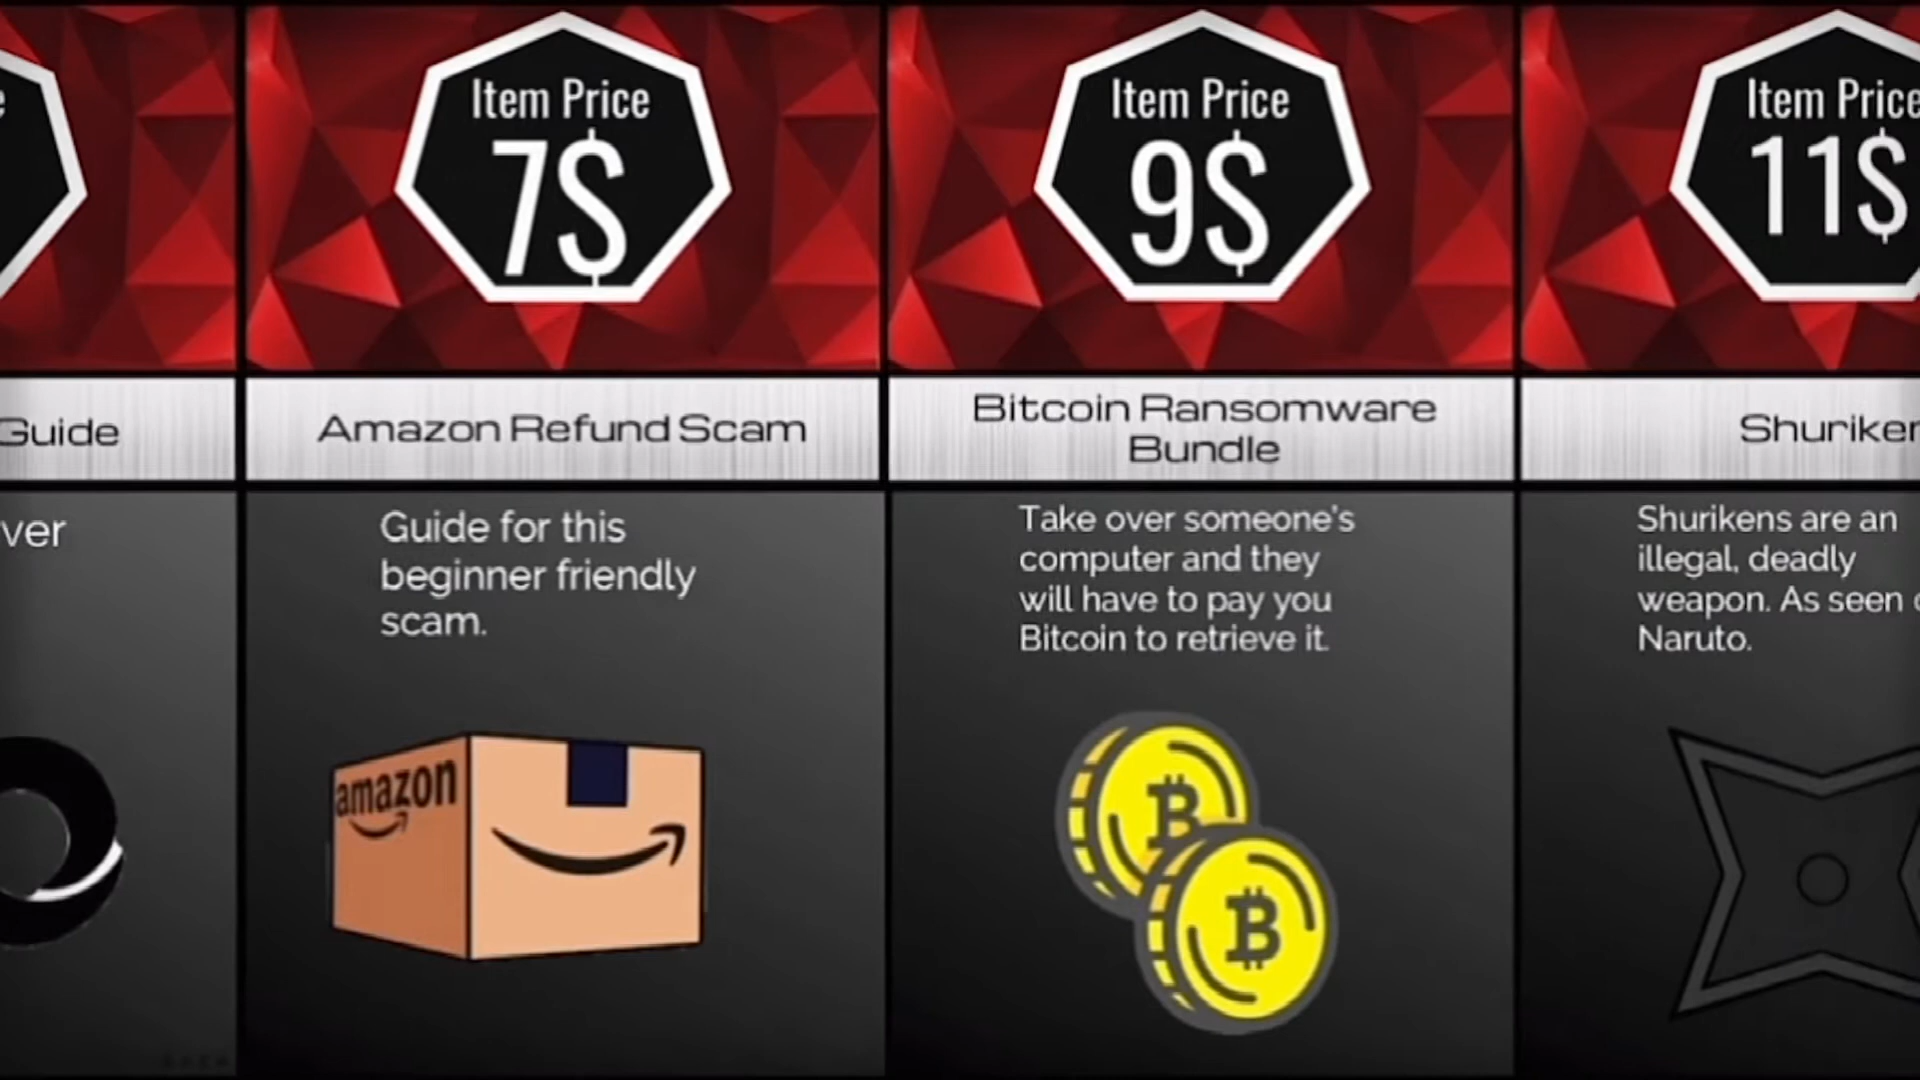 Guide
ver
Item Price
7$
Amazon Refund Scam
Guide for this
beginner friendly
scam.
amazon
Item Price
9$
Bitcoin Ransomware
Bundle
Take over someone's
computer and they
will have to pay you
Bitcoin to retrieve it.
Item Price
11$
Shuriken
Shurikens are an
illegal, deadly
weapon. As seen
Naruto.